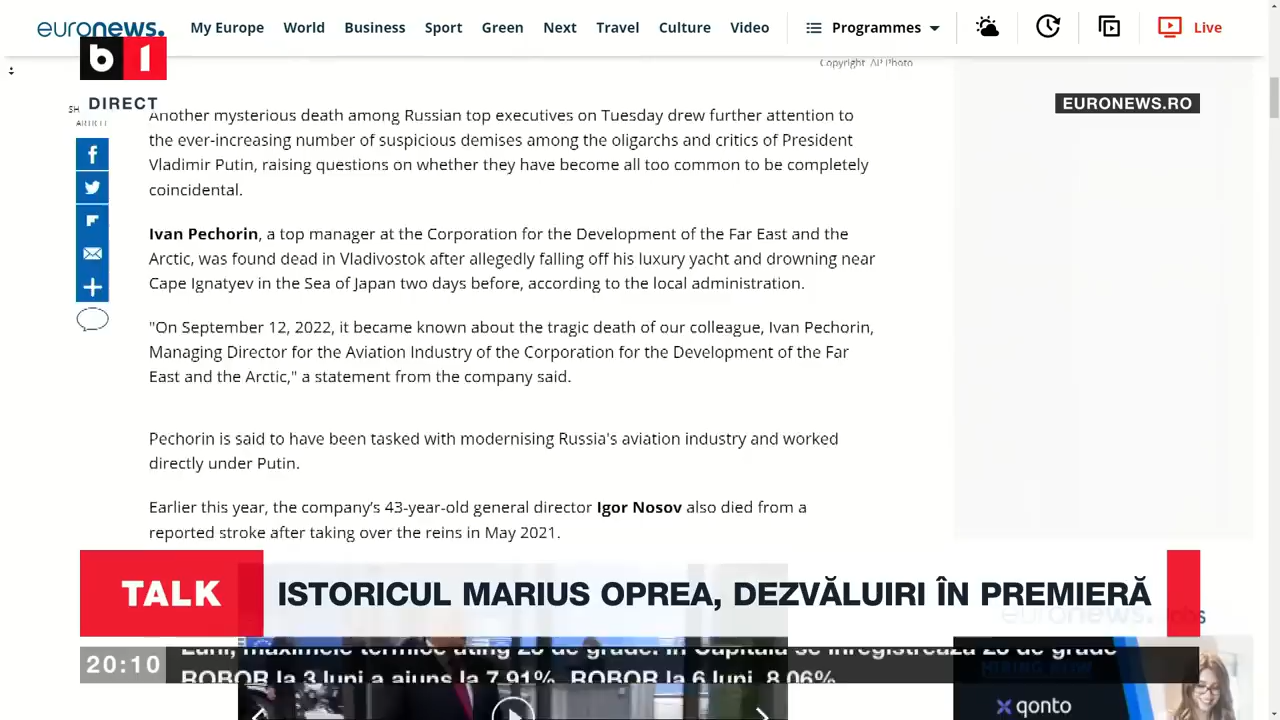 euronews.
My Europe World Business Sport Green Next Travel Culture Video Programmes Live
b1
DIRECT
Copyright AP Photo
EURONEWS.RO
Another mysterious death among Russian top executives on Tuesday drew further attention to
the ever-increasing number of suspicious demises among the oligarchs and critics of President
Vladimir Putin, raising questions on whether they have become all too common to be completely
coincidental.
Ivan Pechorin, a top manager at the Corporation for the Development of the Far East and the
Arctic, was found dead in Vladivostok after allegedly falling off his luxury yacht and drowning near
Cape Ignatyev in the Sea of Japan two days before, according to the local administration.
"On September 12, 2022, it became known about the tragic death of our colleague, Ivan Pechorin,
Managing Director for the Aviation Industry of the Corporation for the Development of the Far
East and the Arctic," a statement from the company said.
Pechorin is said to have been tasked with modernising Russia's aviation industry and worked
directly under Putin.
Earlier this year, the company's 43-year-old general director Igor Nosov also died from a
reported stroke after taking over the reins in May 2021.
TALK
ISTORICUL MARIUS OPREA, DEZVĂLUIRI ÎN PREMIERĂ
euronews. jobs
20:10
ROBOR la 3 luni a ajuns la 7,91%, ROBOR la 6 luni, 8,06%
qonto